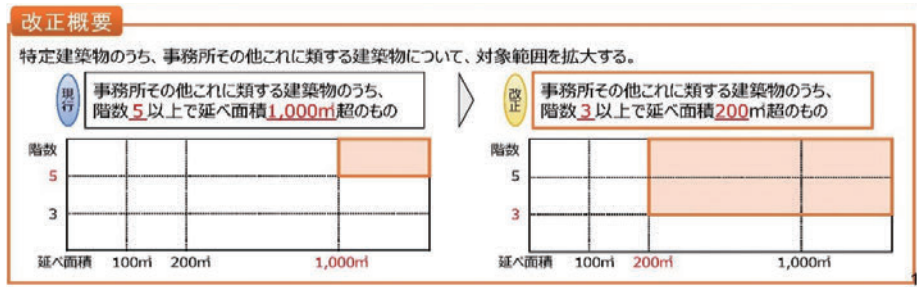 改正概要
特定建築物のうち、事務所その他これに類する建築物について、対象範囲を拡大する。
現行
事務所その他これに類する建築物のうち、
階数５以上で延べ面積1,000㎡超のもの
改正
事務所その他これに類する建築物のうち、
階数３以上で延べ面積200㎡超のもの
階数
5
3
延べ面積 100㎡ 200㎡ 1,000㎡
階数
5
3
延べ面積 100㎡ 200㎡ 1,000㎡
1